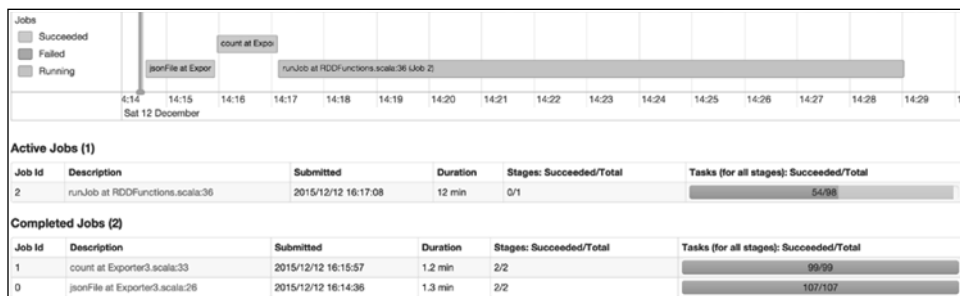 Jobs
Succeeded
Failed
Running
count at Expo
jsonFile at Expor
runJob at RDDFunctions.scala:36 (Job 2)
4:14 14:15 14:16 14:17 14:18 14:19 14:20 14:21 14:22 14:23 14:24 14:25 14:26 14:27 14:28 14:29 1
Sat 12 December
Active Jobs (1)
Job Id Description Submitted Duration Stages: Succeeded/Total Tasks (for all stages): Succeeded/Total
2 runJob at RDDFunctions.scala:36 2015/12/12 16:17:08 12 min 0/1 54/98
Completed Jobs (2)
Job Id Description Submitted Duration Stages: Succeeded/Total Tasks (for all stages): Succeeded/Total
1 count at Exporter3.scala:33 2015/12/12 16:15:57 1.2 min 2/2 99/99
0 jsonFile at Exporter3.scala:26 2015/12/12 16:14:36 1.3 min 2/2 107/107